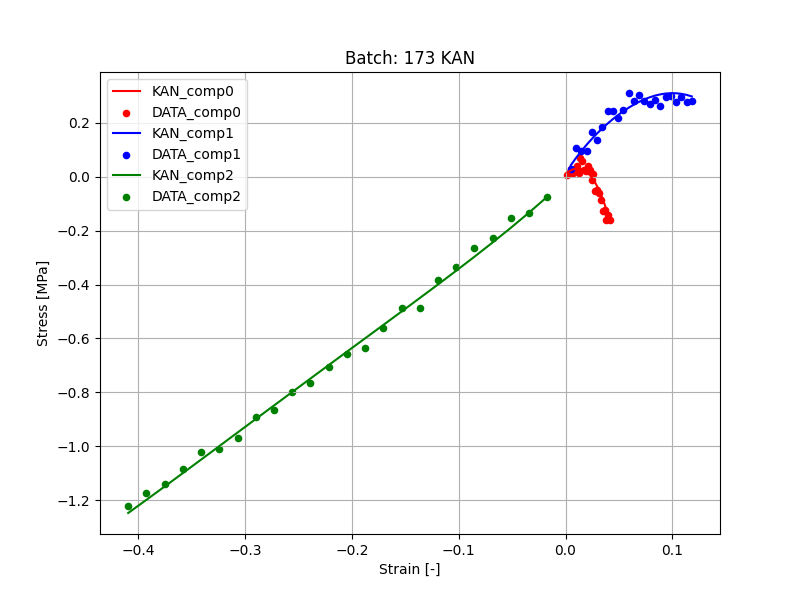 Batch: 173 KAN
KAN_comp0
DATA_comp0
KAN_comp1
DATA_comp1
KAN_comp2
DATA_comp2
0.2
0.0
−0.2
−0.4
−0.6
−0.8
−1.0
−1.2
Stress [MPa]
−0.4
−0.3
−0.2
−0.1
0.0
0.1
Strain [-]